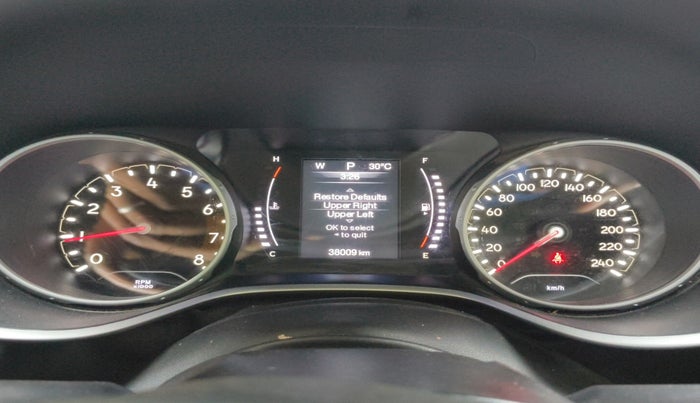 0
1
2
3
4
5
6
7
8
RPM
x1000
H
C
W P 30°C
3:26
Restore Defaults
Upper Right
Upper Left
OK to select
to quit
38009 km
F
E
0
20
40
60
80
100
120
140
160
180
200
220
240
km/h